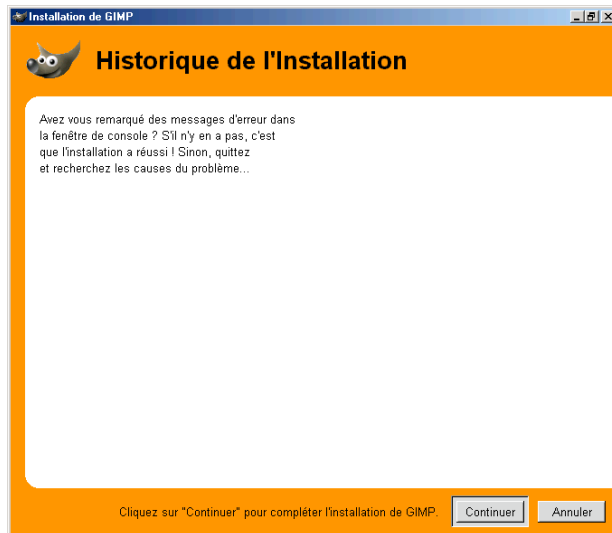 Installation de GIMP
Historique de l'Installation
Avez vous remarqué des messages d'erreur dans
la fenêtre de console ? S'il n'y en a pas, c'est
que l'installation a réussi ! Sinon, quittez
et recherchez les causes du problème...
Cliquez sur "Continuer" pour compléter l'installation de GIMP.
Continuer
Annuler